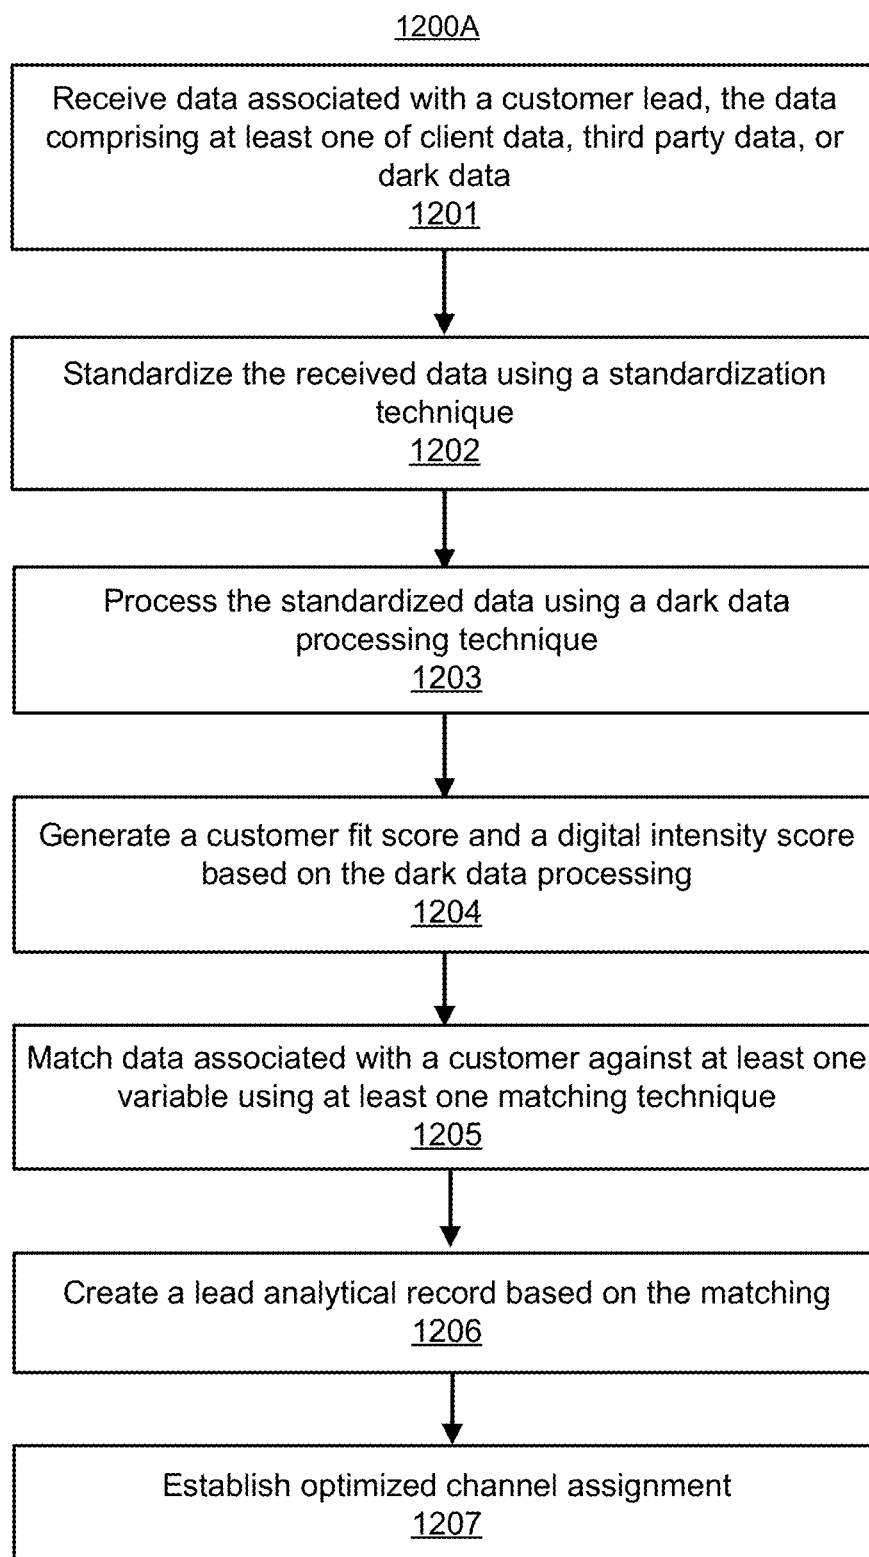 1200A
Receive data associated with a customer lead, the data
comprising at least one of client data, third party data, or
dark data
1201
Standardize the received data using a standardization
technique
1202
Process the standardized data using a dark data
processing technique
1203
Generate a customer fit score and a digital intensity score
based on the dark data processing
1204
Match data associated with a customer against at least one
variable using at least one matching technique
1205
Create a lead analytical record based on the matching
1206
Establish optimized channel assignment
1207